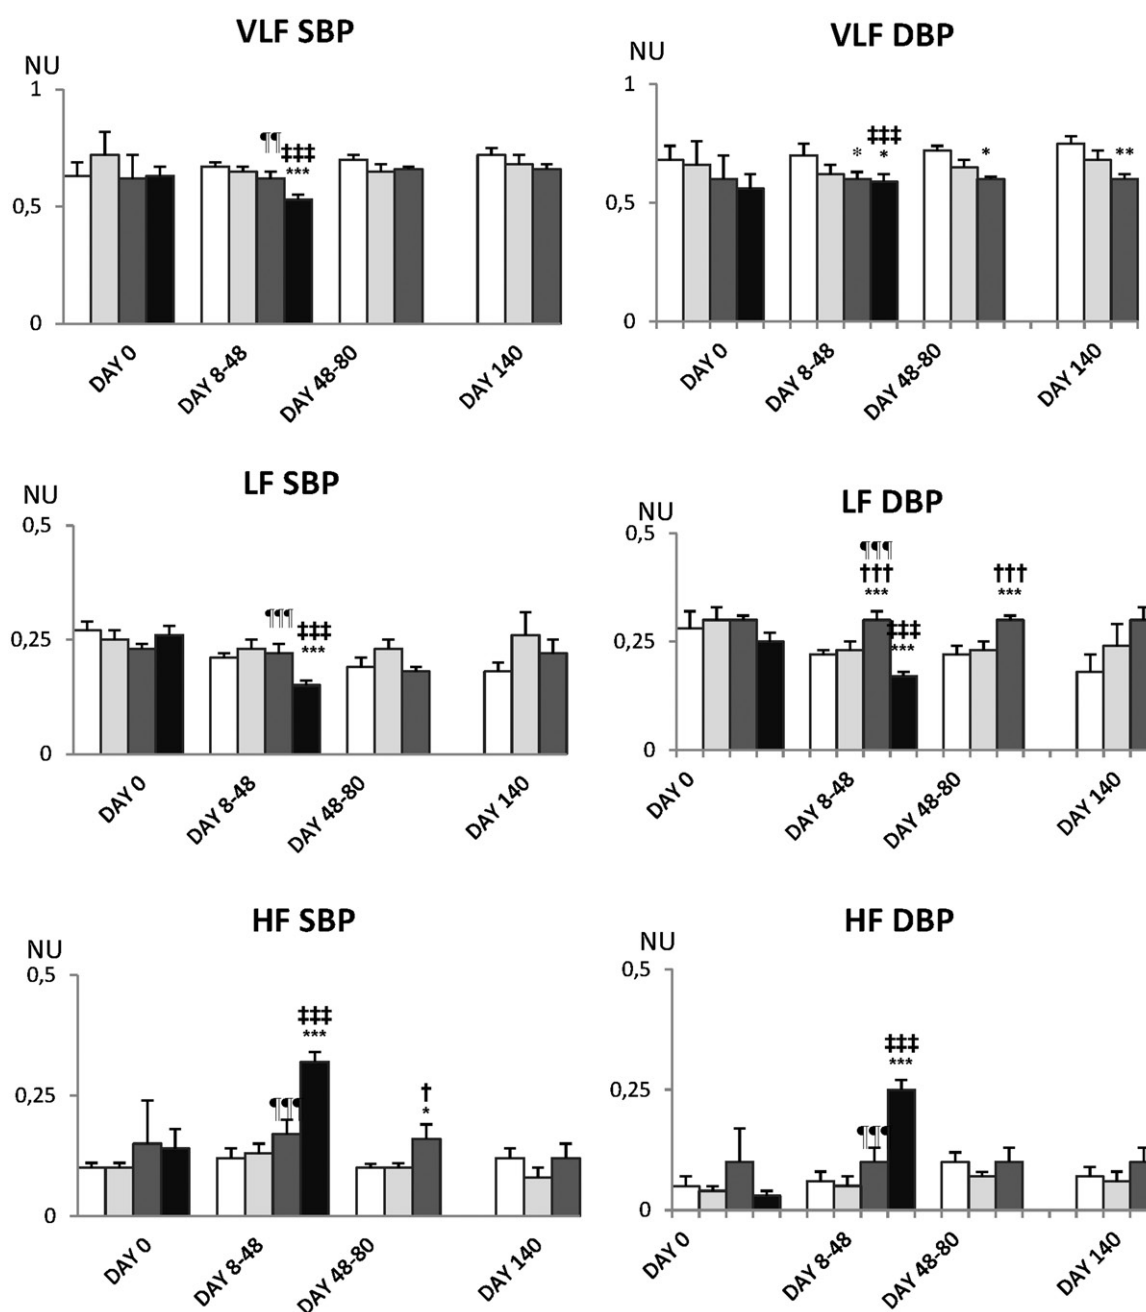 VLF SBP
NU
1
¶¶
‡‡‡
***
0,5
0
DAY 0
DAY 8-48
DAY 48-80
DAY 140
VLF DBP
NU
1
‡‡‡
* * * **
0,5
0
DAY 0
DAY 8-48
DAY 48-80
DAY 140
LF SBP
NU
0,5
¶¶¶
‡‡‡
***
0,25
0
DAY 0
DAY 8-48
DAY 48-80
DAY 140
LF DBP
NU
0,5
¶¶¶
††† †††
*** ***
‡‡‡
***
0,25
0
DAY 0
DAY 8-48
DAY 48-80
DAY 140
HF SBP
NU
0,5
‡‡‡
***
¶¶¶
†
*
0,25
0
DAY 0
DAY 8-48
DAY 48-80
DAY 140
HF DBP
NU
0,5
‡‡‡
***
¶¶¶
0,25
0
DAY 0
DAY 8-48
DAY 48-80
DAY 140